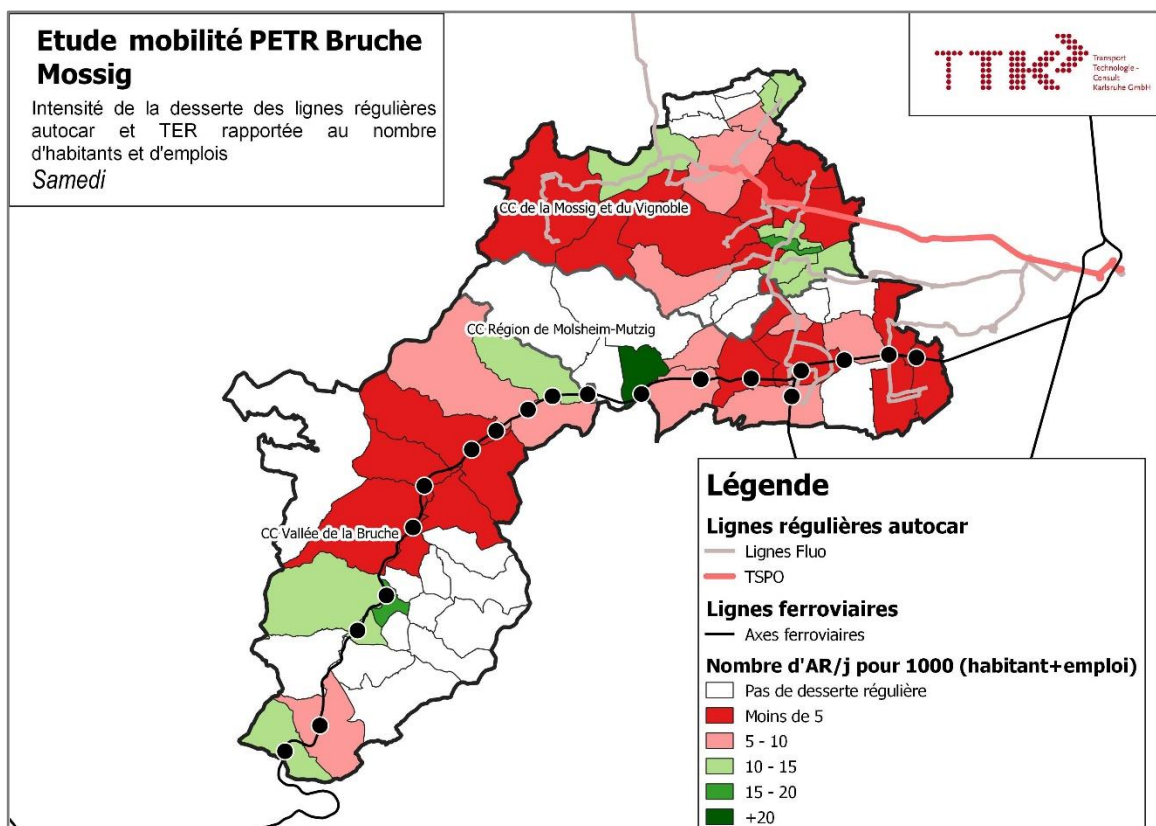 Etude mobilité PETR Bruche
Mossig
Intensité de la desserte des lignes régulières
autocar et TER rapportée au nombre
d'habitants et d'emplois
Samedi
TTK
Transport
Technologie-
Consult
Karlsruhe GmbH
CC de la Mossig et du Vignoble
CC Région de Molsheim-Mutzig
CC Vallée de la Bruche
Légende
Lignes régulières autocar
Lignes Fluo
TSPO
Lignes ferroviaires
Axes ferroviaires
Nombre d'AR/j pour 1000 (habitant+emploi)
Pas de desserte régulière
Moins de 5
5 - 10
10 - 15
15 - 20
+20